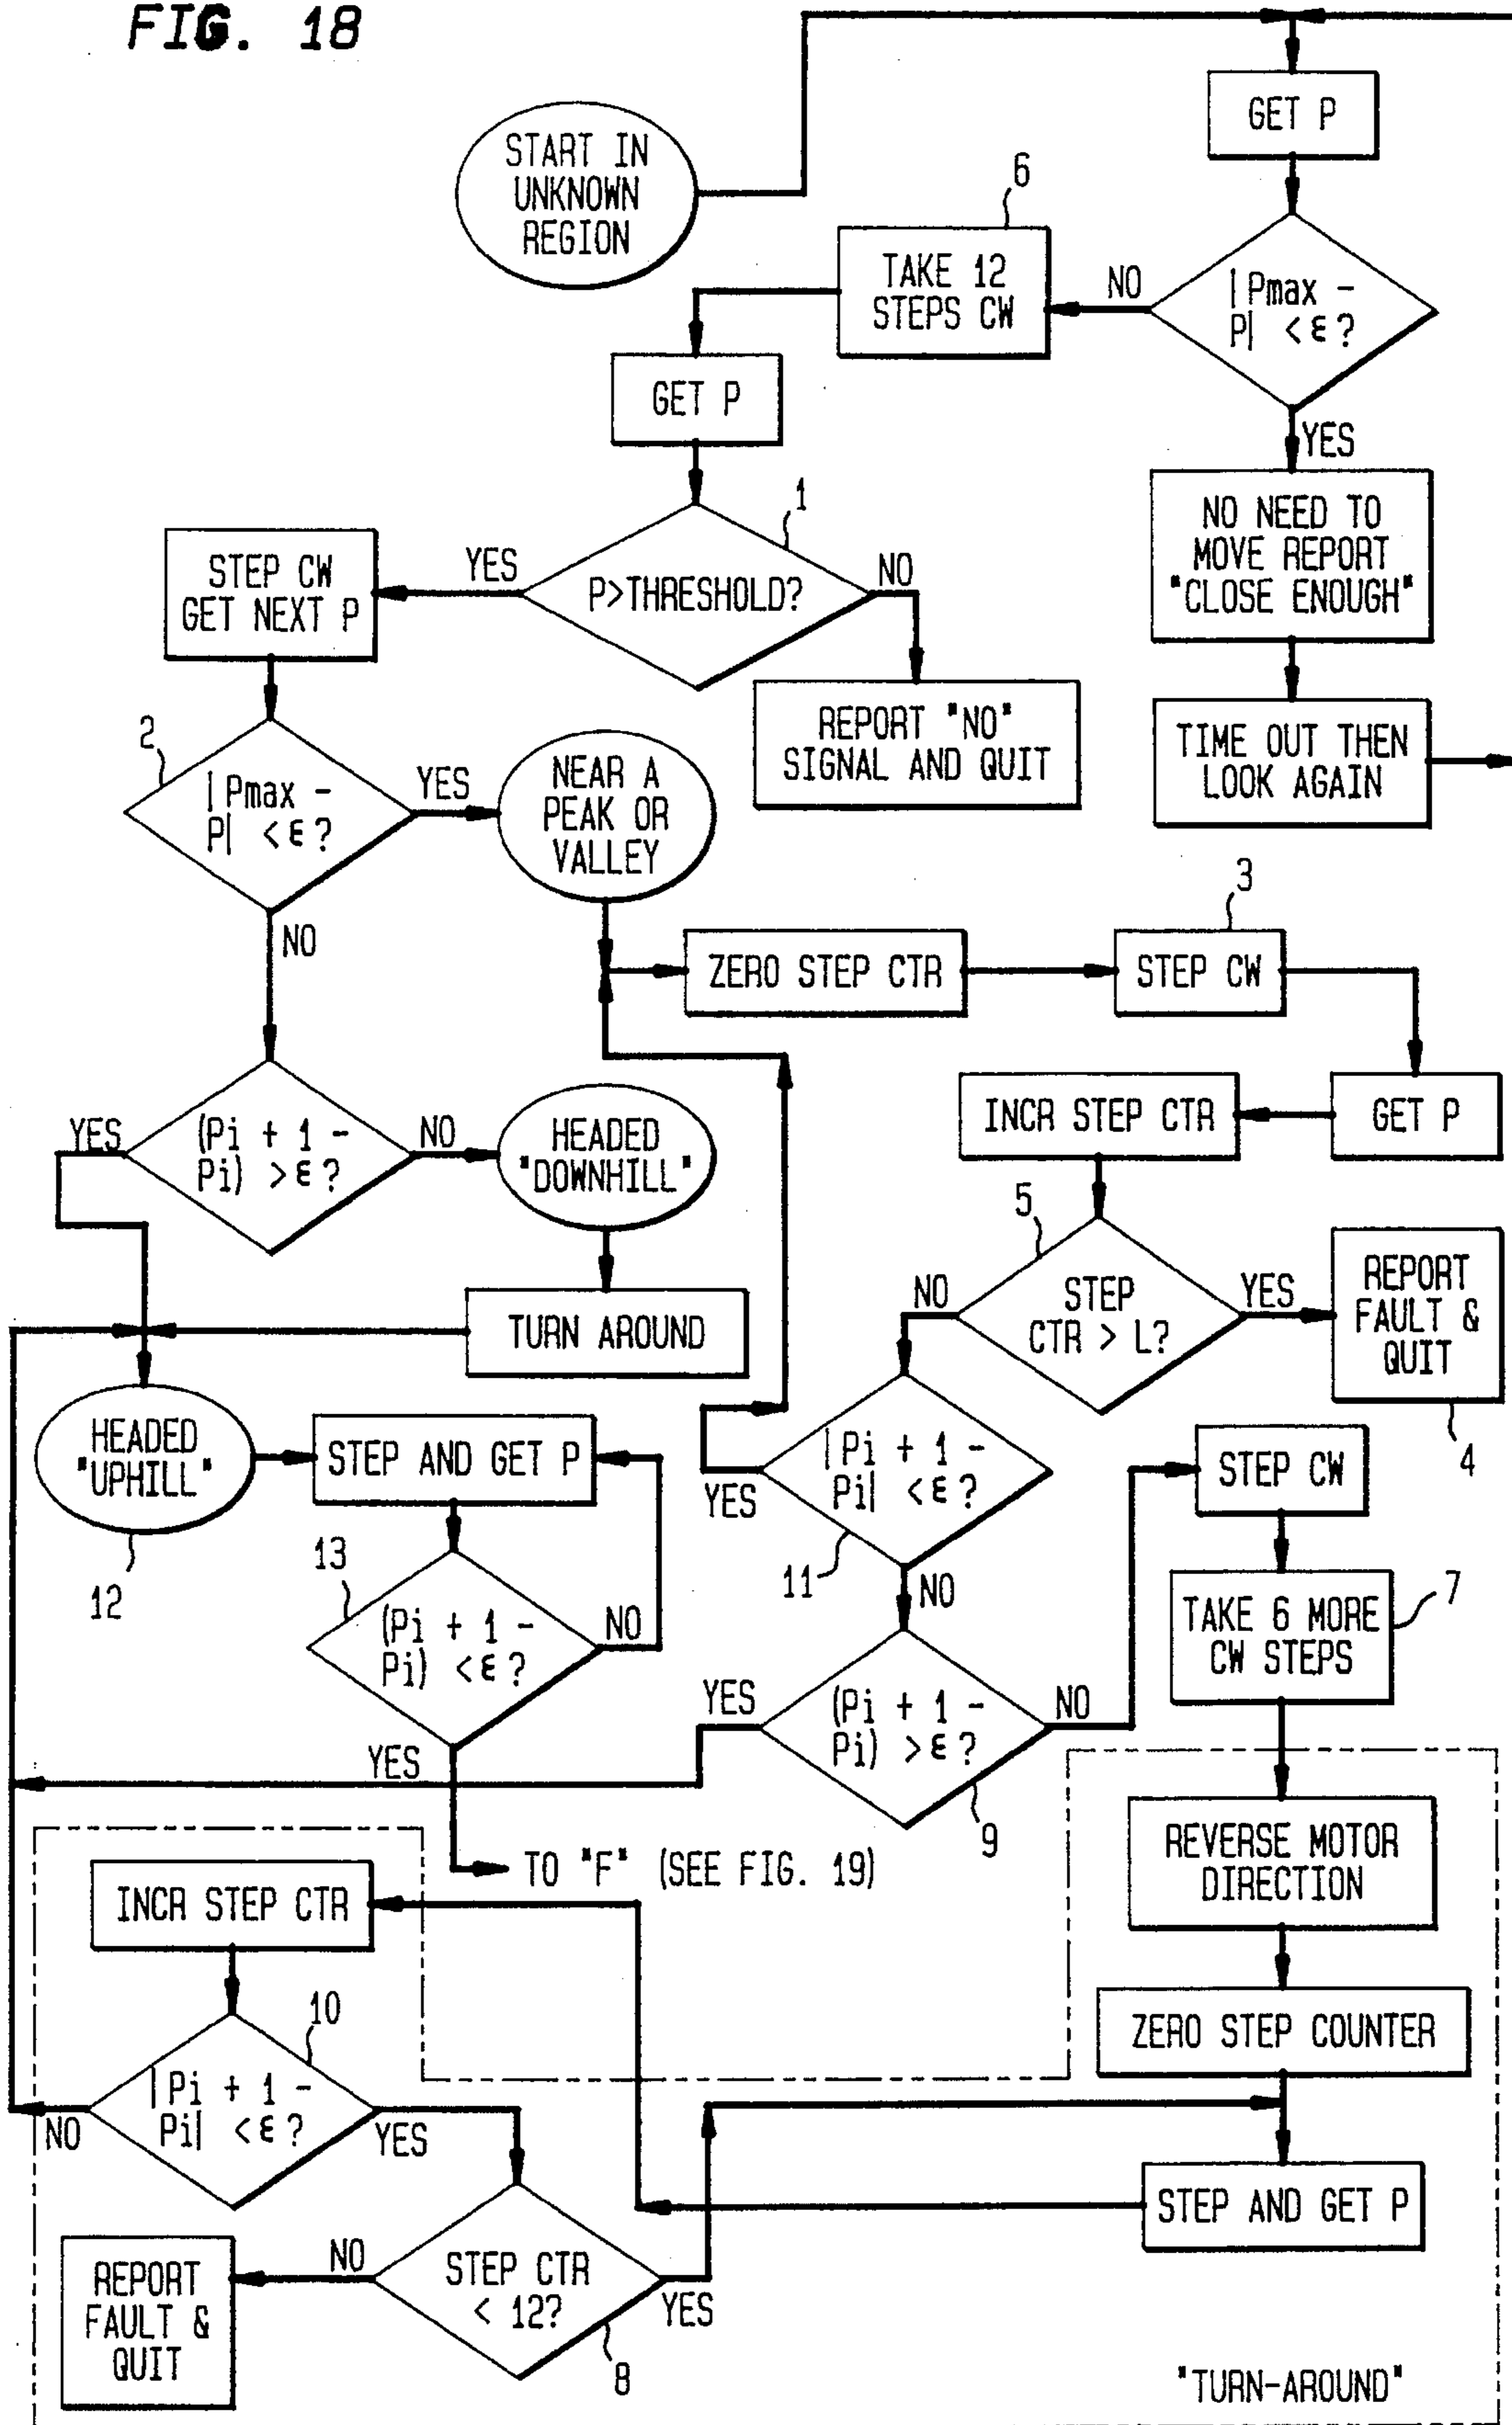 FIG. 18
GET P
START IN
UNKNOWN
REGION
6
TAKE 12
STEPS CW
NO
| Pmax -
P| < ε ?
YES
GET P
1
NO NEED TO
MOVE REPORT
"CLOSE ENOUGH"
STEP CW
GET NEXT P
YES
P>THRESHOLD?
NO
REPORT "NO"
SIGNAL AND QUIT
TIME OUT THEN
LOOK AGAIN
2
| Pmax -
P| < ε ?
YES
NEAR A
PEAK OR
VALLEY
NO
3
ZERO STEP CTR
STEP CW
INCR STEP CTR
GET P
YES
(Pi + 1 -
Pi) > ε ?
NO
HEADED
"DOWNHILL"
5
NO
STEP
CTR > L?
YES
REPORT
FAULT &
QUIT
4
TURN AROUND
HEADED
"UPHILL"
12
STEP AND GET P
| Pi + 1 -
Pi| < ε ?
YES
11
NO
STEP CW
13
(Pi + 1 -
Pi) < ε ?
NO
YES
TAKE 6 MORE
CW STEPS
7
YES
(Pi + 1 -
Pi) > ε ?
NO
9
TO "F" (SEE FIG. 19)
REVERSE MOTOR
DIRECTION
INCR STEP CTR
10
ZERO STEP COUNTER
| Pi + 1 -
Pi| < ε ?
NO
YES
STEP AND GET P
REPORT
FAULT &
QUIT
NO
STEP CTR
< 12?
YES
8
"TURN-AROUND"